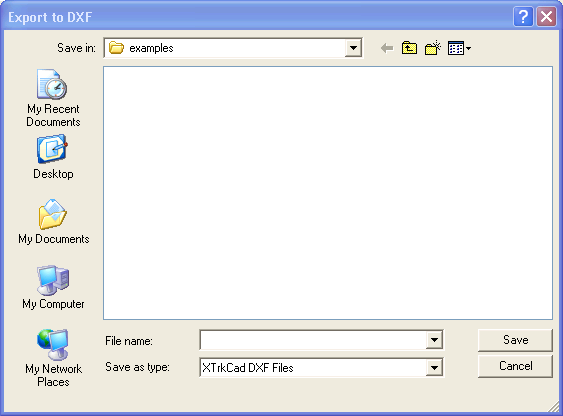 Export to DXF
Save in:
examples
My Recent
Documents
Desktop
My Documents
My Computer
My Network
Places
File name:
Save
Save as type:
XTrkCad DXF Files
Cancel